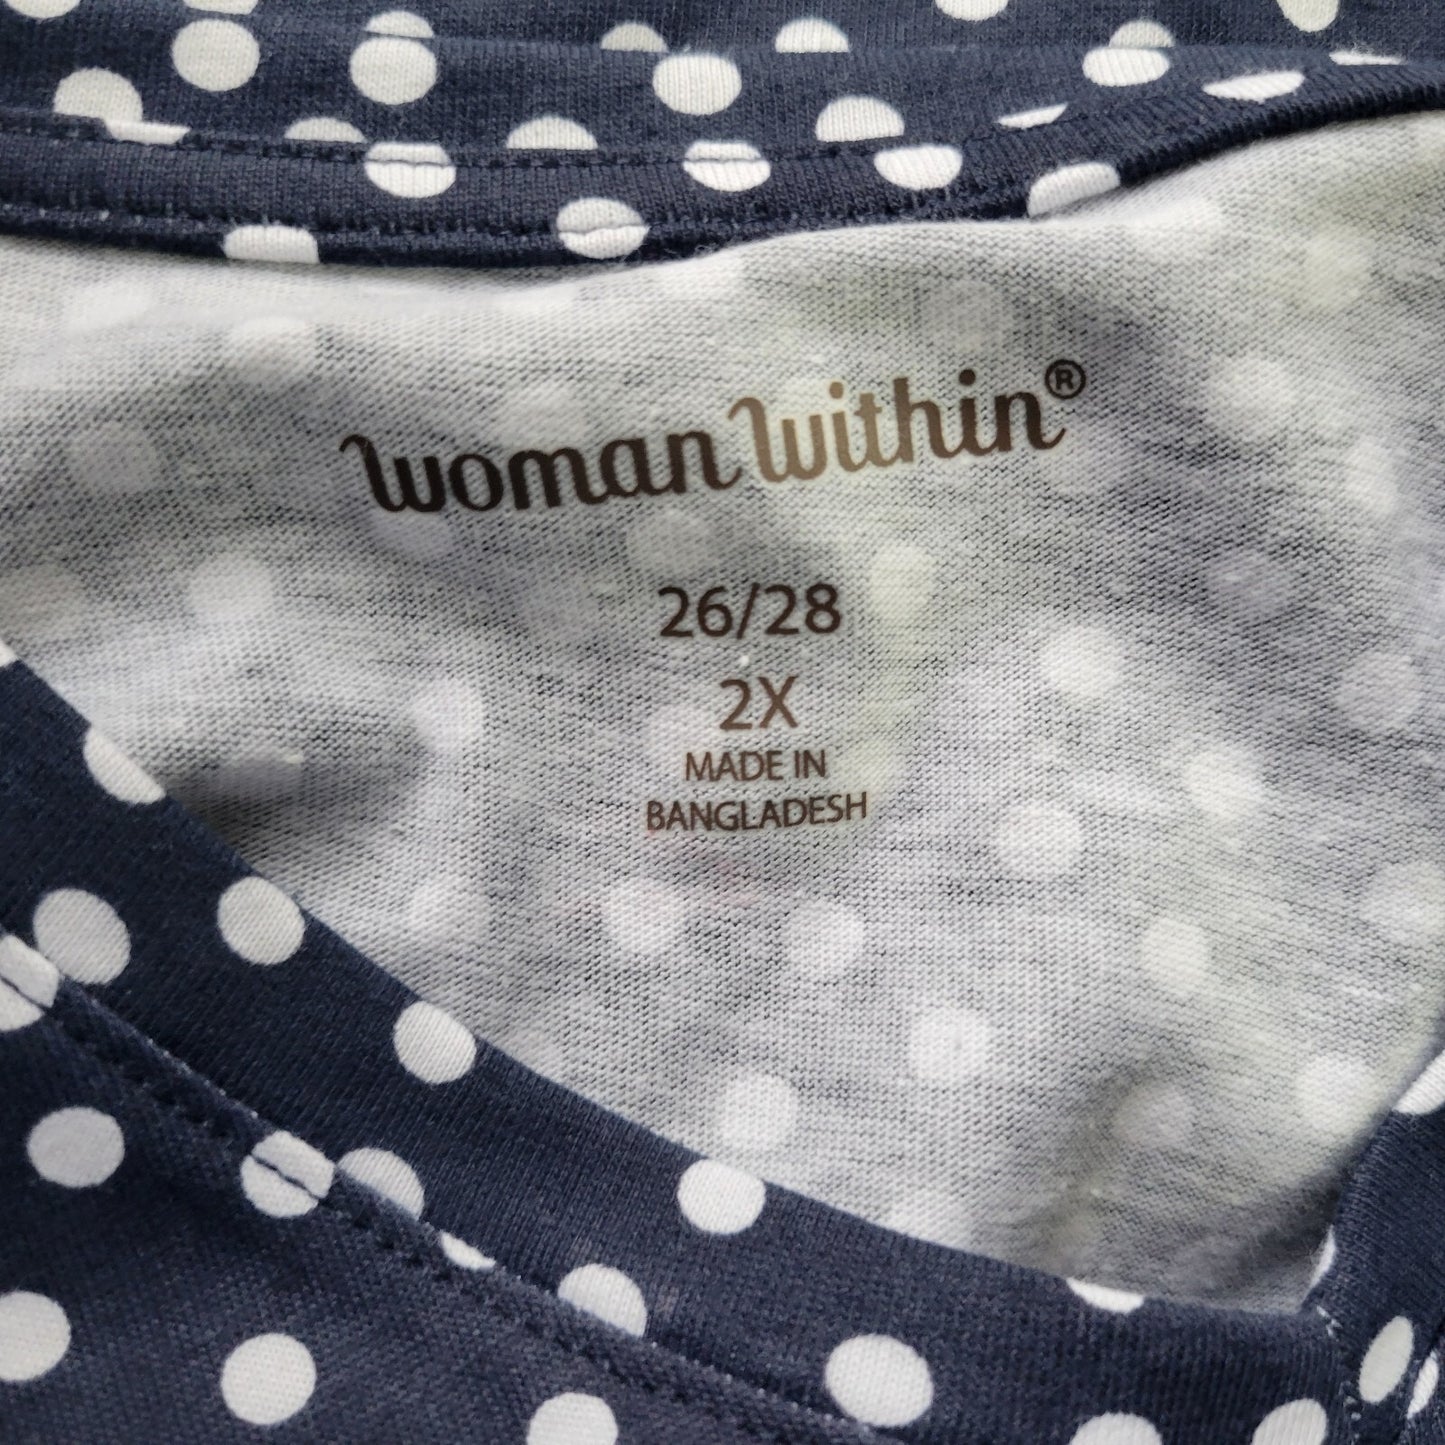 Woman Within®
26/28
2X
MADE IN
BANGLADESH